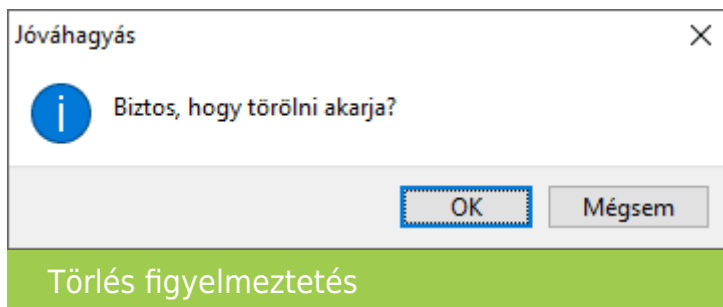 Jóváhagyás
Biztos, hogy törölni akarja?
OK Mégsem
Törlés figyelmeztetés